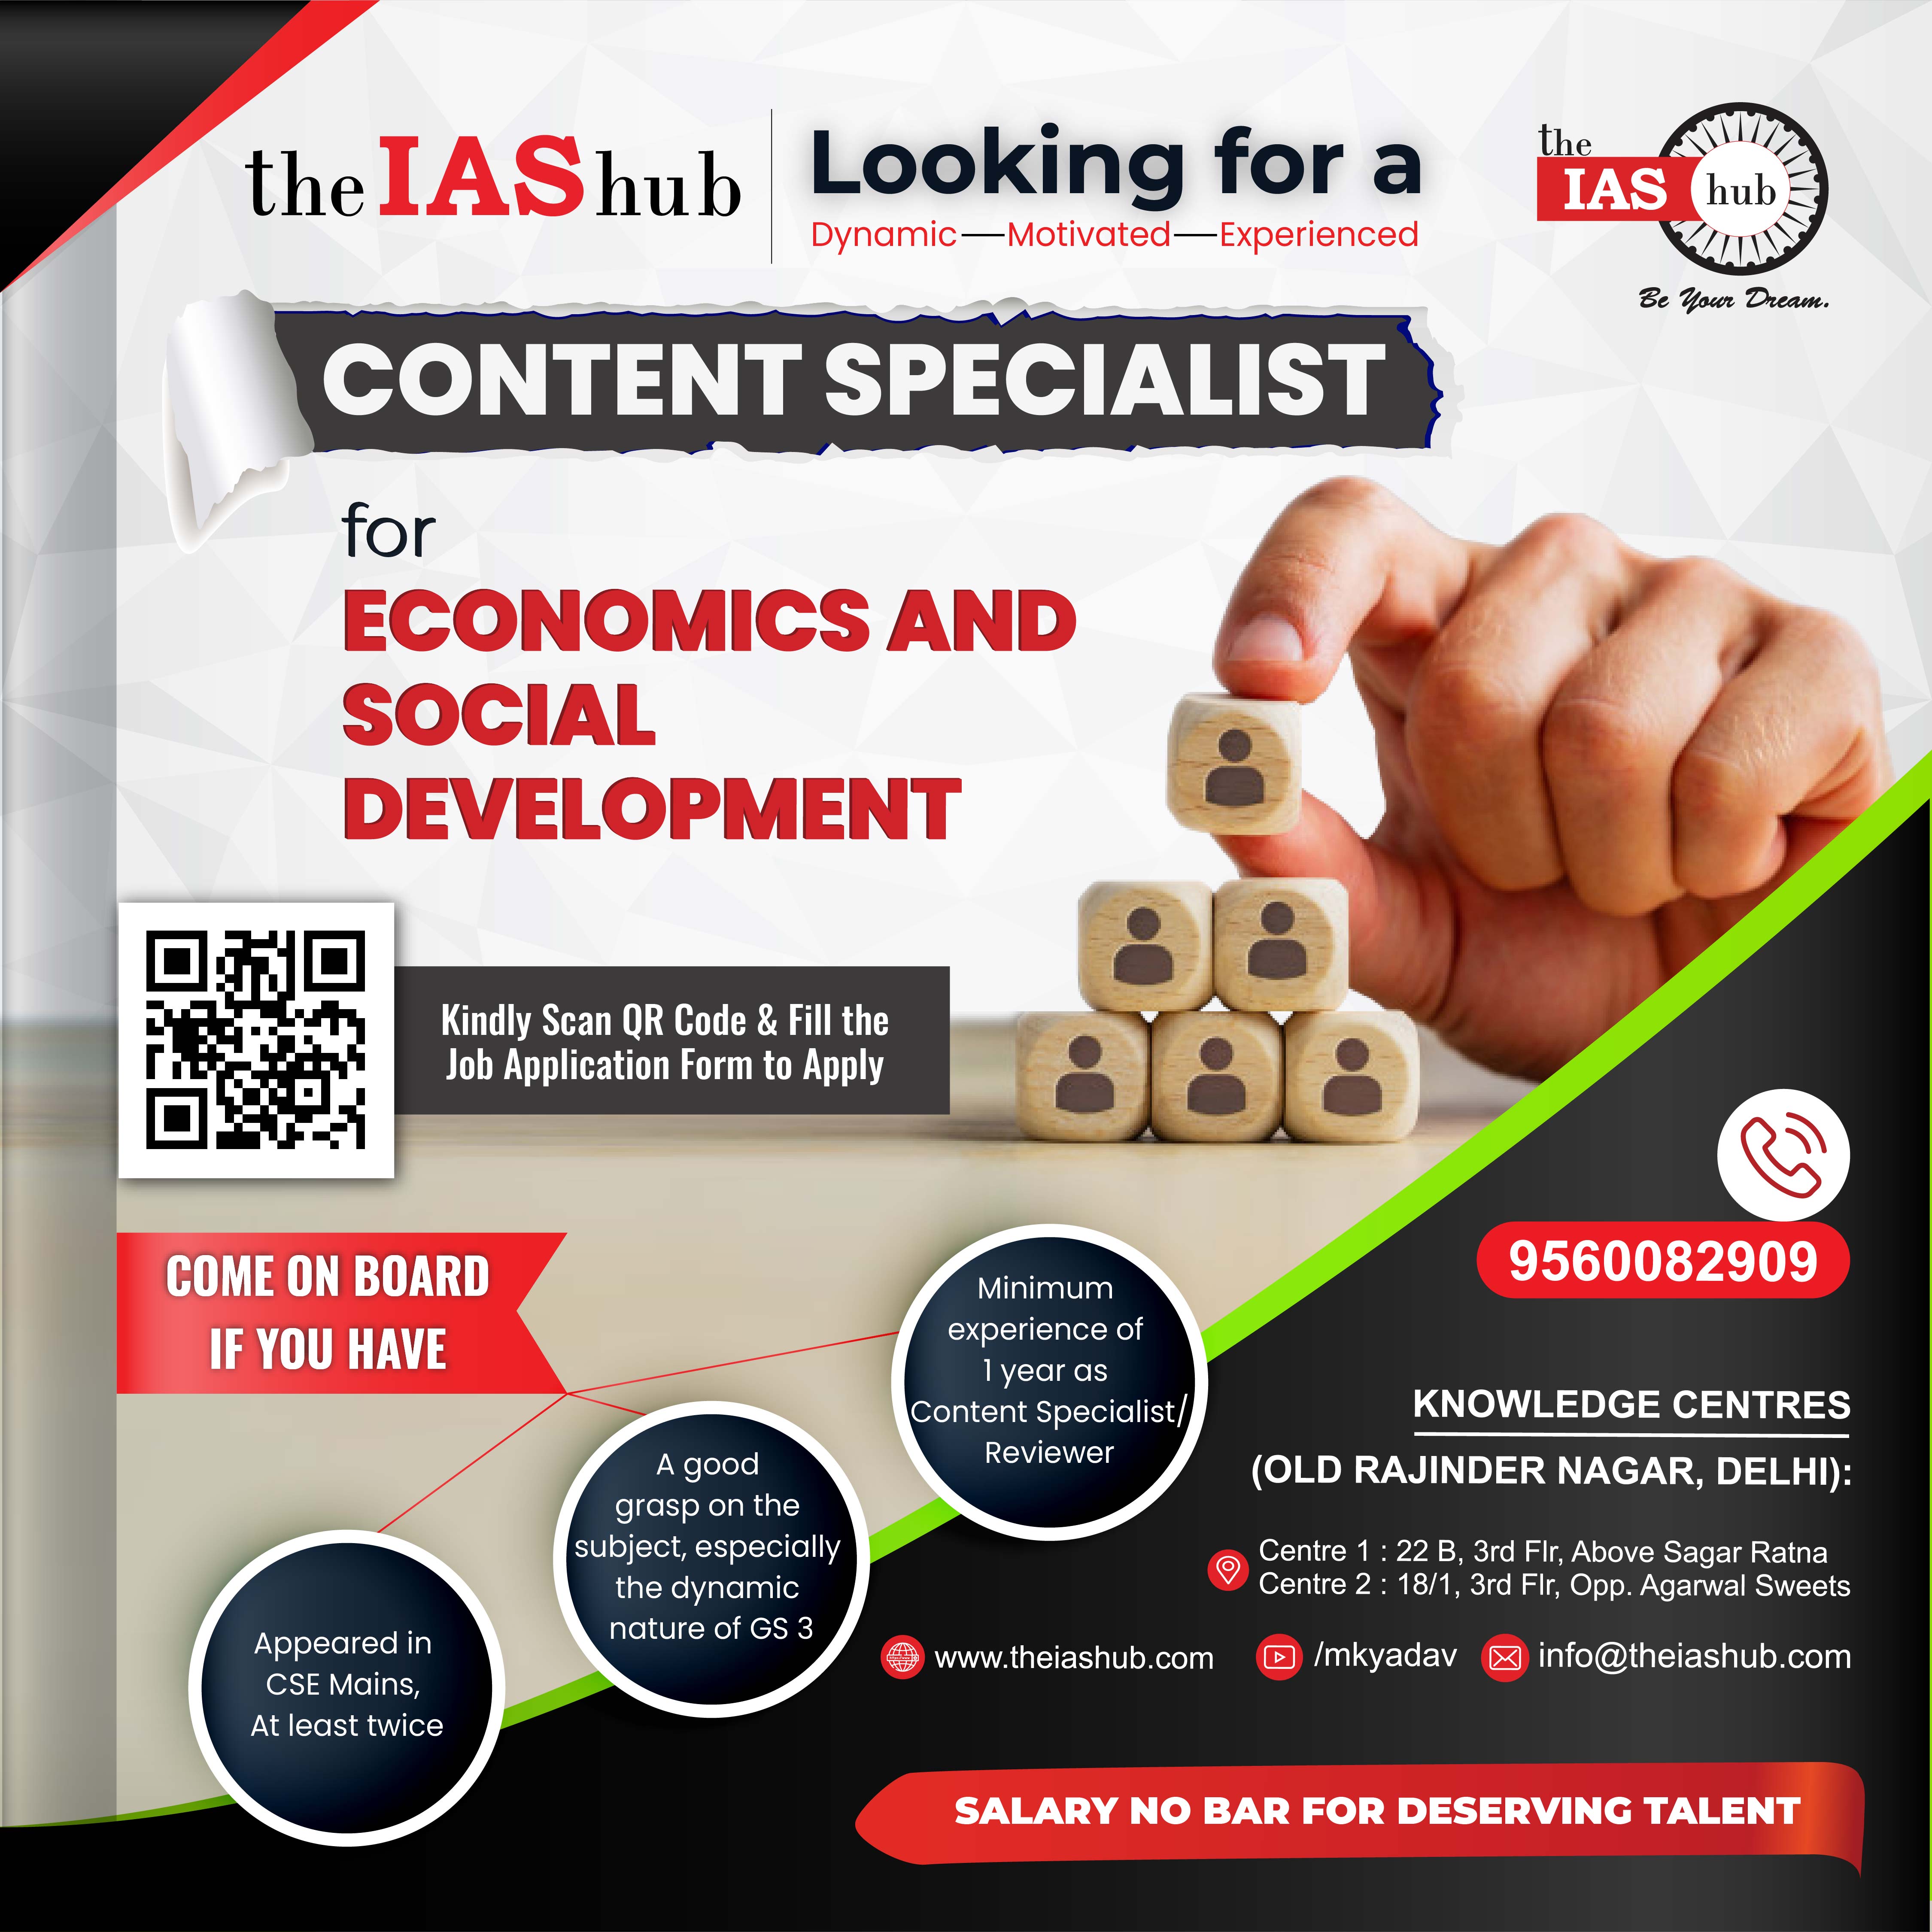 the IAS hub
Looking for a
Dynamic—Motivated—Experienced
the
IAS hub
Be Your Dream.
CONTENT SPECIALIST
for
ECONOMICS AND
SOCIAL
DEVELOPMENT
Kindly Scan QR Code & Fill the
Job Application Form to Apply
COME ON BOARD
IF YOU HAVE
Appeared in
CSE Mains,
At least twice
A good
grasp on the
subject, especially
the dynamic
nature of GS 3
Minimum
experience of
1 year as
Content Specialist/
Reviewer
9560082909
KNOWLEDGE CENTRES
(OLD RAJINDER NAGAR, DELHI):
Centre 1 : 22 B, 3rd Flr, Above Sagar Ratna
Centre 2 : 18/1, 3rd Flr, Opp. Agarwal Sweets
www.theiashub.com /mkyadav info@theiashub.com
SALARY NO BAR FOR DESERVING TALENT